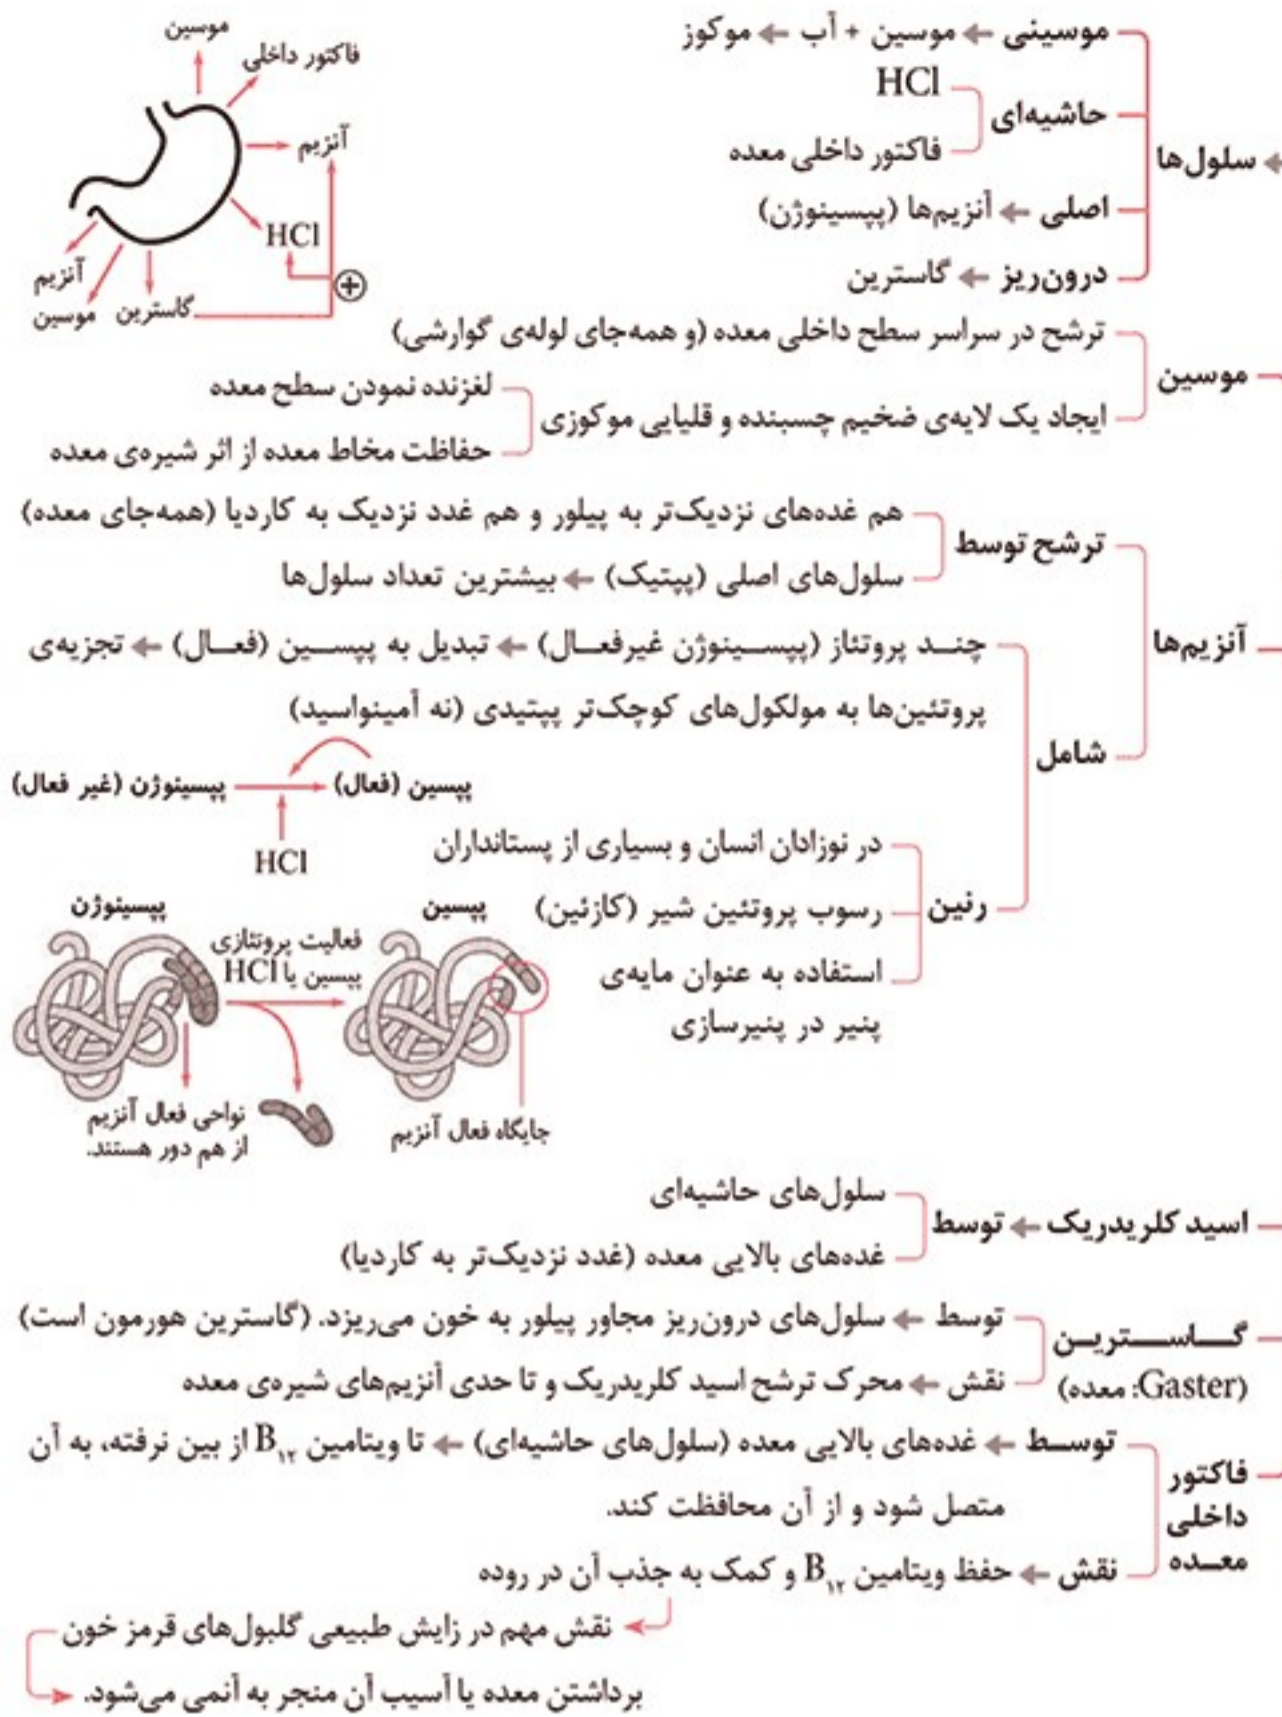 موسینی ← موسین + آب ← موکوز
HCl
حاشیه‌ای
فاکتور داخلی معده
← سلول‌ها
اصلی ← آنزیم‌ها (پپسینوژن)
درون‌ریز ← گاسترین
موسین
فاکتور داخلی
آنزیم
HCl
+
آنزیم
موسین
گاسترین
ترشح در سراسر سطح داخلی معده (و همه‌جای لوله‌ی گوارشی)
موسین
لغزنده نمودن سطح معده
ایجاد یک لایه‌ی ضخیم چسبنده و قلیایی موکوزی
حفاظت مخاط معده از اثر شیره‌ی معده
هم غده‌های نزدیک‌تر به پیلور و هم غدد نزدیک به کاردیا (همه‌جای معده)
ترشح توسط
سلول‌های اصلی (پپتیک) ← بیشترین تعداد سلول‌ها
آنزیم‌ها
چنــد پروتئاز (پپســینوژن غیرفعــال) ← تبدیل به پپســین (فعــال) ← تجزیه‌ی
پروتئین‌ها به مولکول‌های کوچک‌تر پپتیدی (نه آمینواسید)
شامل
پپسینوژن (غیر فعال) → پپسین (فعال)
HCl
در نوزادان انسان و بسیاری از پستانداران
رنین
رسوب پروتئین شیر (کازئین)
استفاده به عنوان مایه‌ی
پنیر در پنیرسازی
پپسینوژن
پپسین
فعالیت پروتئازی
پپسین یا HCl
نواحی فعال آنزیم
از هم دور هستند.
جایگاه فعال آنزیم
سلول‌های حاشیه‌ای
اسید کلریدریک ← توسط
غده‌های بالایی معده (غدد نزدیک‌تر به کاردیا)
توسط ← سلول‌های درون‌ریز مجاور پیلور به خون می‌ریزد. (گاسترین هورمون است)
گـــاســـتریـــن
(Gaster: معده)
نقش ← محرک ترشح اسید کلریدریک و تا حدی آنزیم‌های شیره‌ی معده
توســط ← غده‌های بالایی معده (سلول‌های حاشیه‌ای) ← تا ویتامین B۱۲ از بین نرفته، به آن
متصل شود و از آن محافظت کند.
فاکتور
داخلی
معــده
نقش ← حفظ ویتامین B۱۲ و کمک به جذب آن در روده
نقش مهم در زایش طبیعی گلبول‌های قرمز خون
برداشتن معده یا آسیب آن منجر به آنمی می‌شود.